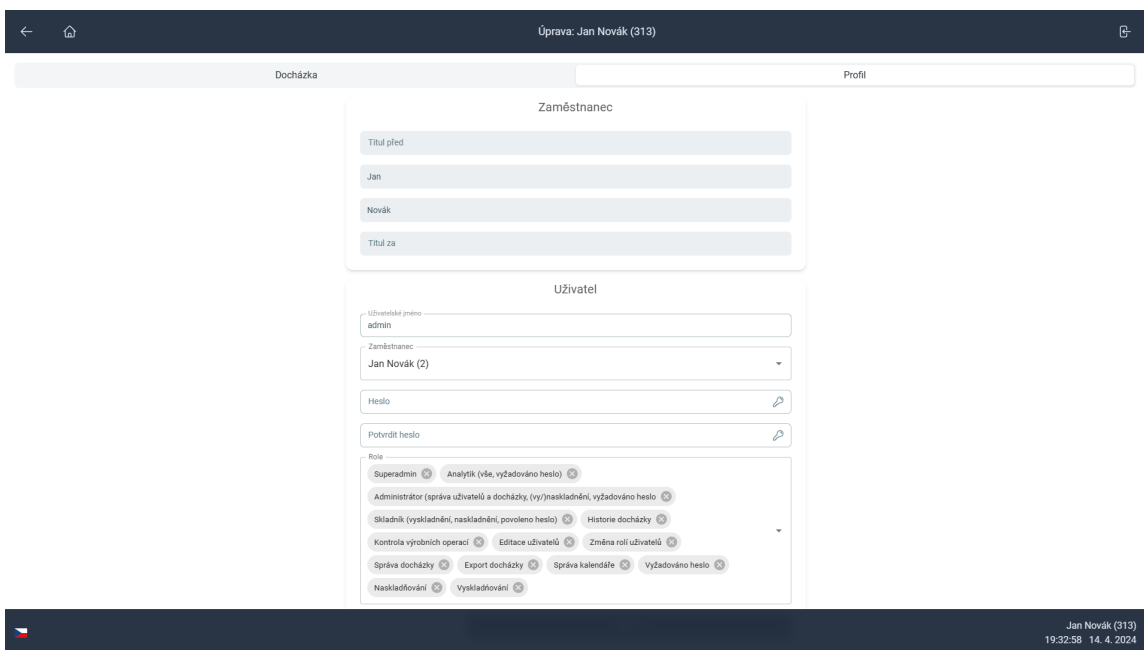 Úprava: Jan Novák (313)
Docházka Profil
Zaměstnanec
Titul před
Jan
Novák
Titul za
Uživatel
Uživatelské jméno
admin
Zaměstnanec
Jan Novák (2)
Heslo
Potvrdit heslo
Role
Superadmin Analytik (vše, vyžadováno heslo)
Administrátor (správa uživatelů a docházky, (vy/)naskladnění, vyžadováno heslo
Skladník (vyskladnění, naskladnění, povoleno heslo) Historie docházky
Kontrola výrobních operací Editace uživatelů Změna rolí uživatelů
Správa docházky Export docházky Správa kalendáře Vyžadováno heslo
Naskladňování Vyskladňování
Jan Novák (313)
19:32:58 14. 4. 2024